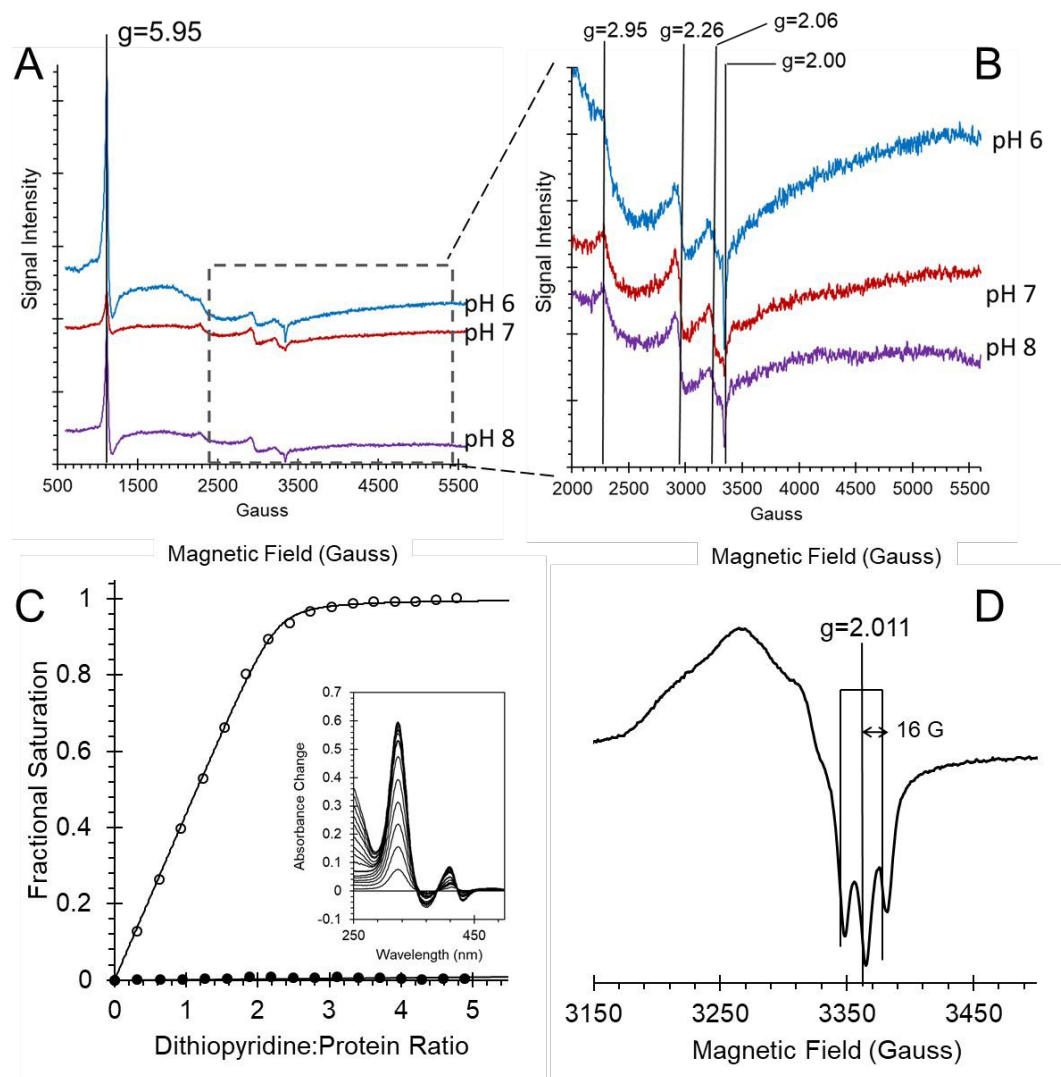 A
g=5.95
Signal Intensity
pH 6
pH 7
pH 8
500 1500 2500 3500 4500 5500
Gauss
Magnetic Field (Gauss)
B
g=2.95
g=2.26
g=2.06
g=2.00
Signal Intensity
pH 6
pH 7
pH 8
2000 2500 3000 3500 4000 4500 5000 5500
Gauss
Magnetic Field (Gauss)
C
Fractional Saturation
1
0.8
0.6
0.4
0.2
0
0 1 2 3 4 5
Dithiopyridine:Protein Ratio
Absorbance Change
0.7
0.6
0.5
0.4
0.3
0.2
0.1
0
-0.1
250 450
Wavelength (nm)
D
g=2.011
16 G
3150 3250 3350 3450
Magnetic Field (Gauss)